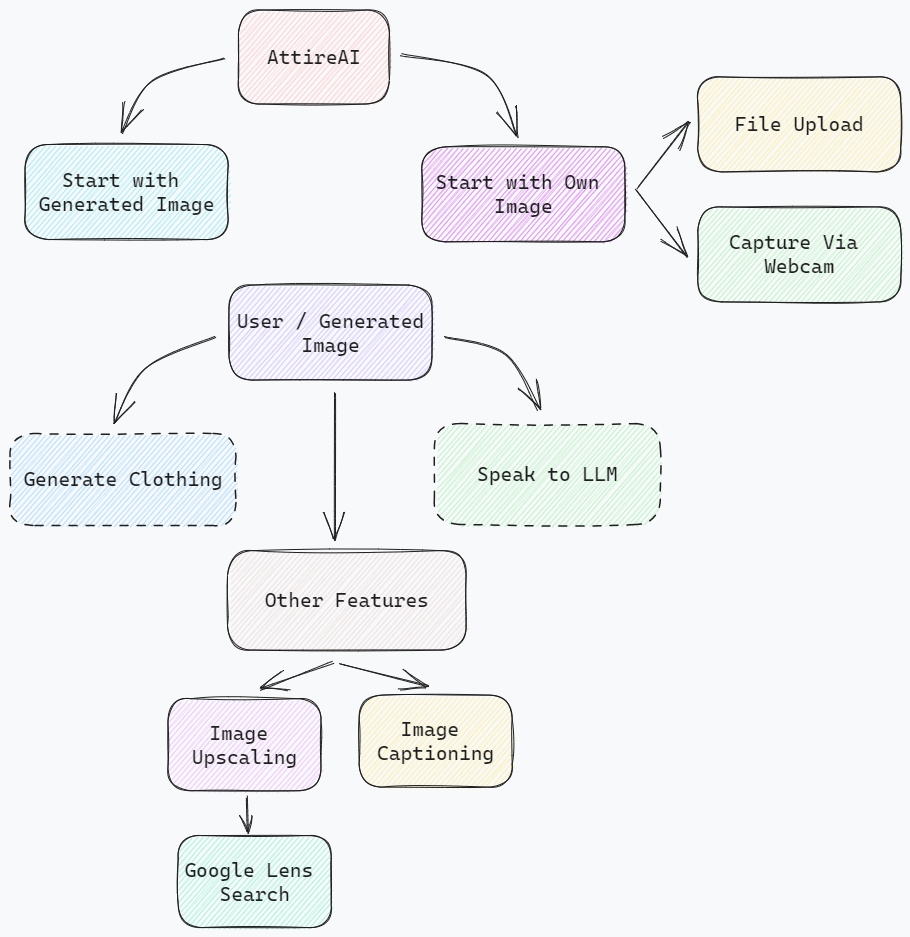 AttireAI
File Upload
Start with
Generated Image
Start with Own
Image
Capture Via
Webcam
User / Generated
Image
Generate Clothing
Speak to LLM
Other Features
Image
Upscaling
Image
Captioning
Google Lens
Search